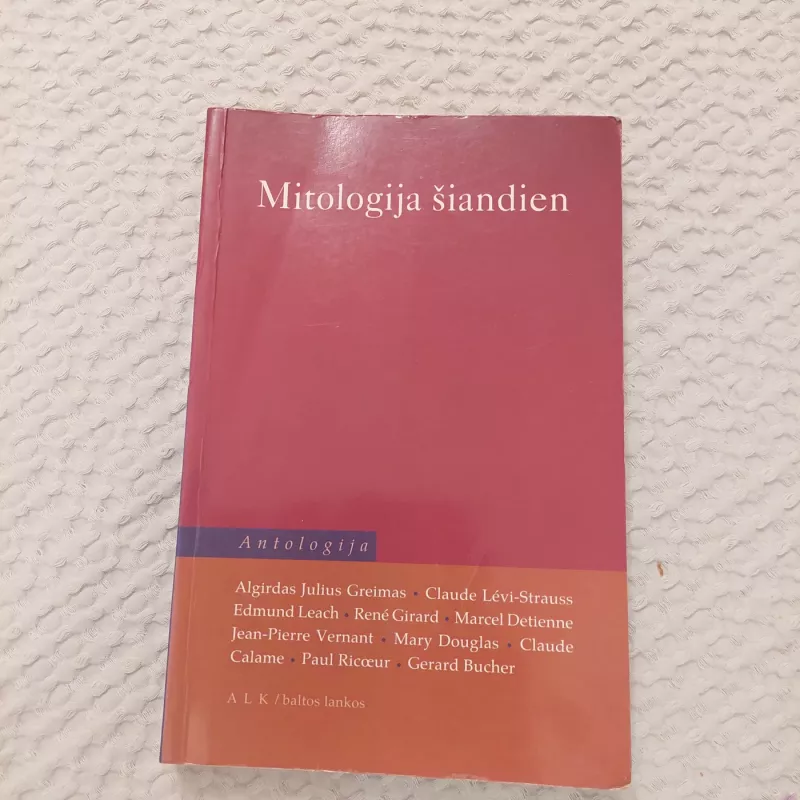 Mitologija šiandien
Antologija
Algirdas Julius Greimas • Claude Lévi-Strauss
Edmund Leach • René Girard • Marcel Detienne
Jean-Pierre Vernant • Mary Douglas • Claude
Calame • Paul Ricœur • Gerard Bucher
A L K / baltos lankos